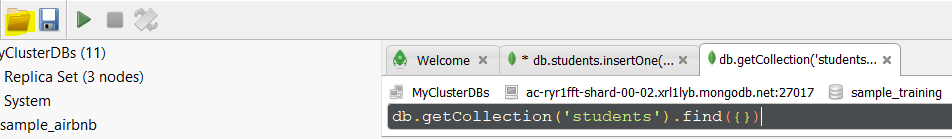 yClusterDBs (11)
Replica Set (3 nodes)
System
sample_airbnb
Welcome
* db.students.insertOne(...
db.getCollection('students...
MyClusterDBs
ac-ryr1fft-shard-00-02.xrl1lyb.mongodb.net:27017
sample_training
db.getCollection('students').find({})